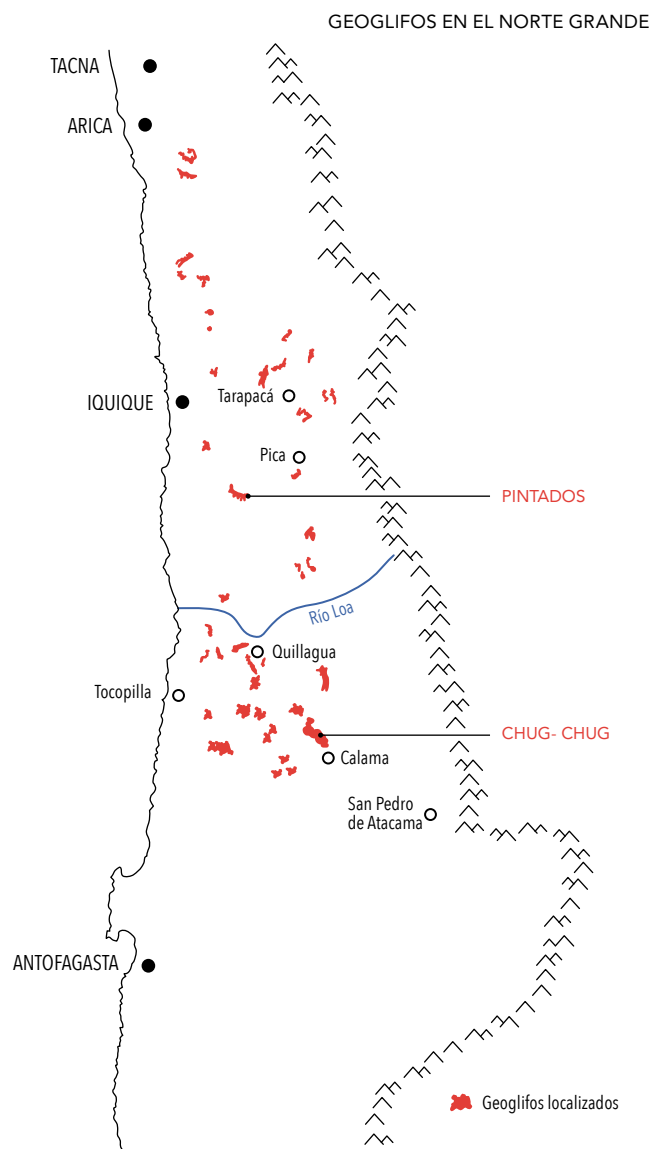 GEOGLIFOS EN EL NORTE GRANDE
TACNA
ARICA
IQUIQUE
Tarapacá
Pica
PINTADOS
Río Loa
Quillagua
Tocopilla
CHUG- CHUG
Calama
San Pedro
de Atacama
ANTOFAGASTA
Geoglifos localizados